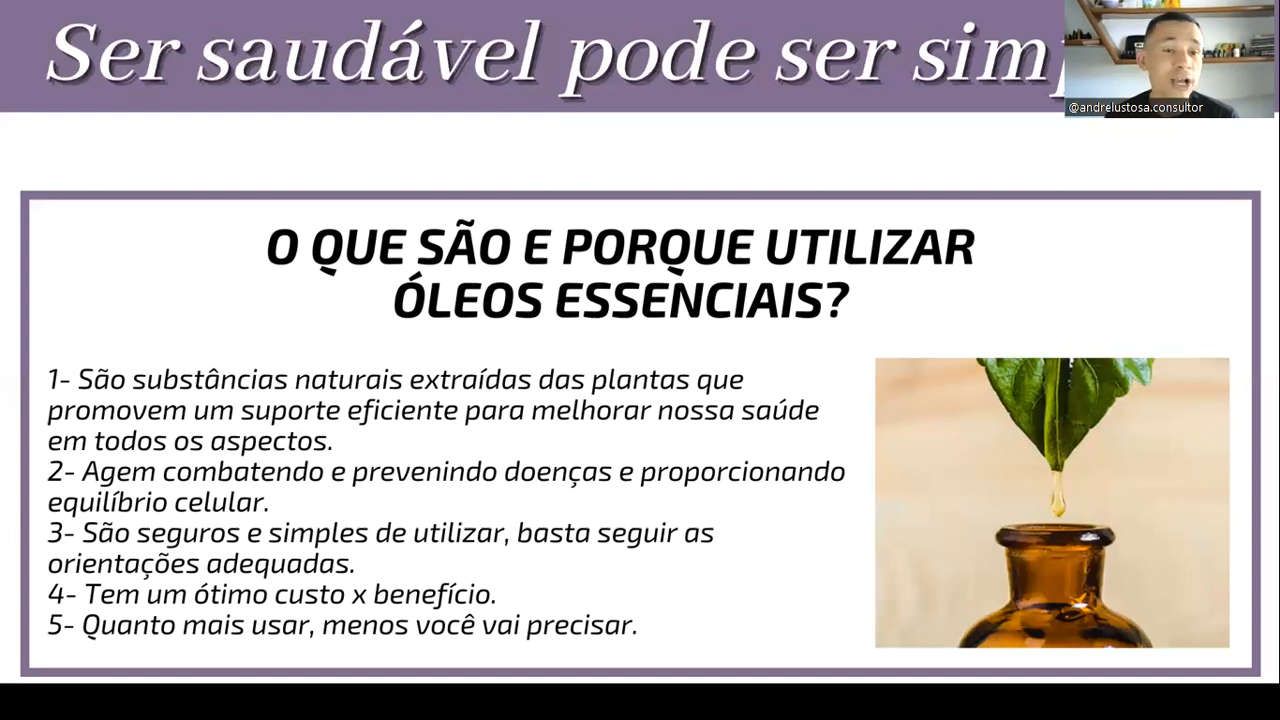 Ser saudável pode ser simp
@andrelustosa.consultor
O QUE SÃO E PORQUE UTILIZAR
ÓLEOS ESSENCIAIS?
1- São substâncias naturais extraídas das plantas que
promovem um suporte eficiente para melhorar nossa saúde
em todos os aspectos.
2- Agem combatendo e prevenindo doenças e proporcionando
equilíbrio celular.
3- São seguros e simples de utilizar, basta seguir as
orientações adequadas.
4- Tem um ótimo custo x benefício.
5- Quanto mais usar, menos você vai precisar.